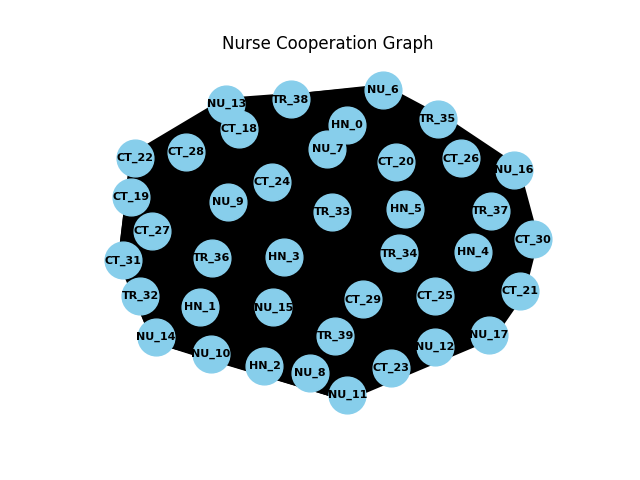 Nurse Cooperation Graph
NU_6
TR_38
NU_13
TR_35
HN_0
CT_18
NU_7
CT_28
CT_22
CT_20
CT_26
NU_16
CT_24
CT_19
NU_9
TR_33
HN_5
TR_37
CT_27
CT_30
TR_34
HN_4
CT_31
TR_36
HN_3
TR_32
CT_21
CT_25
CT_29
HN_1
NU_15
NU_14
TR_39
NU_17
NU_12
NU_10
HN_2
NU_8
CT_23
NU_11